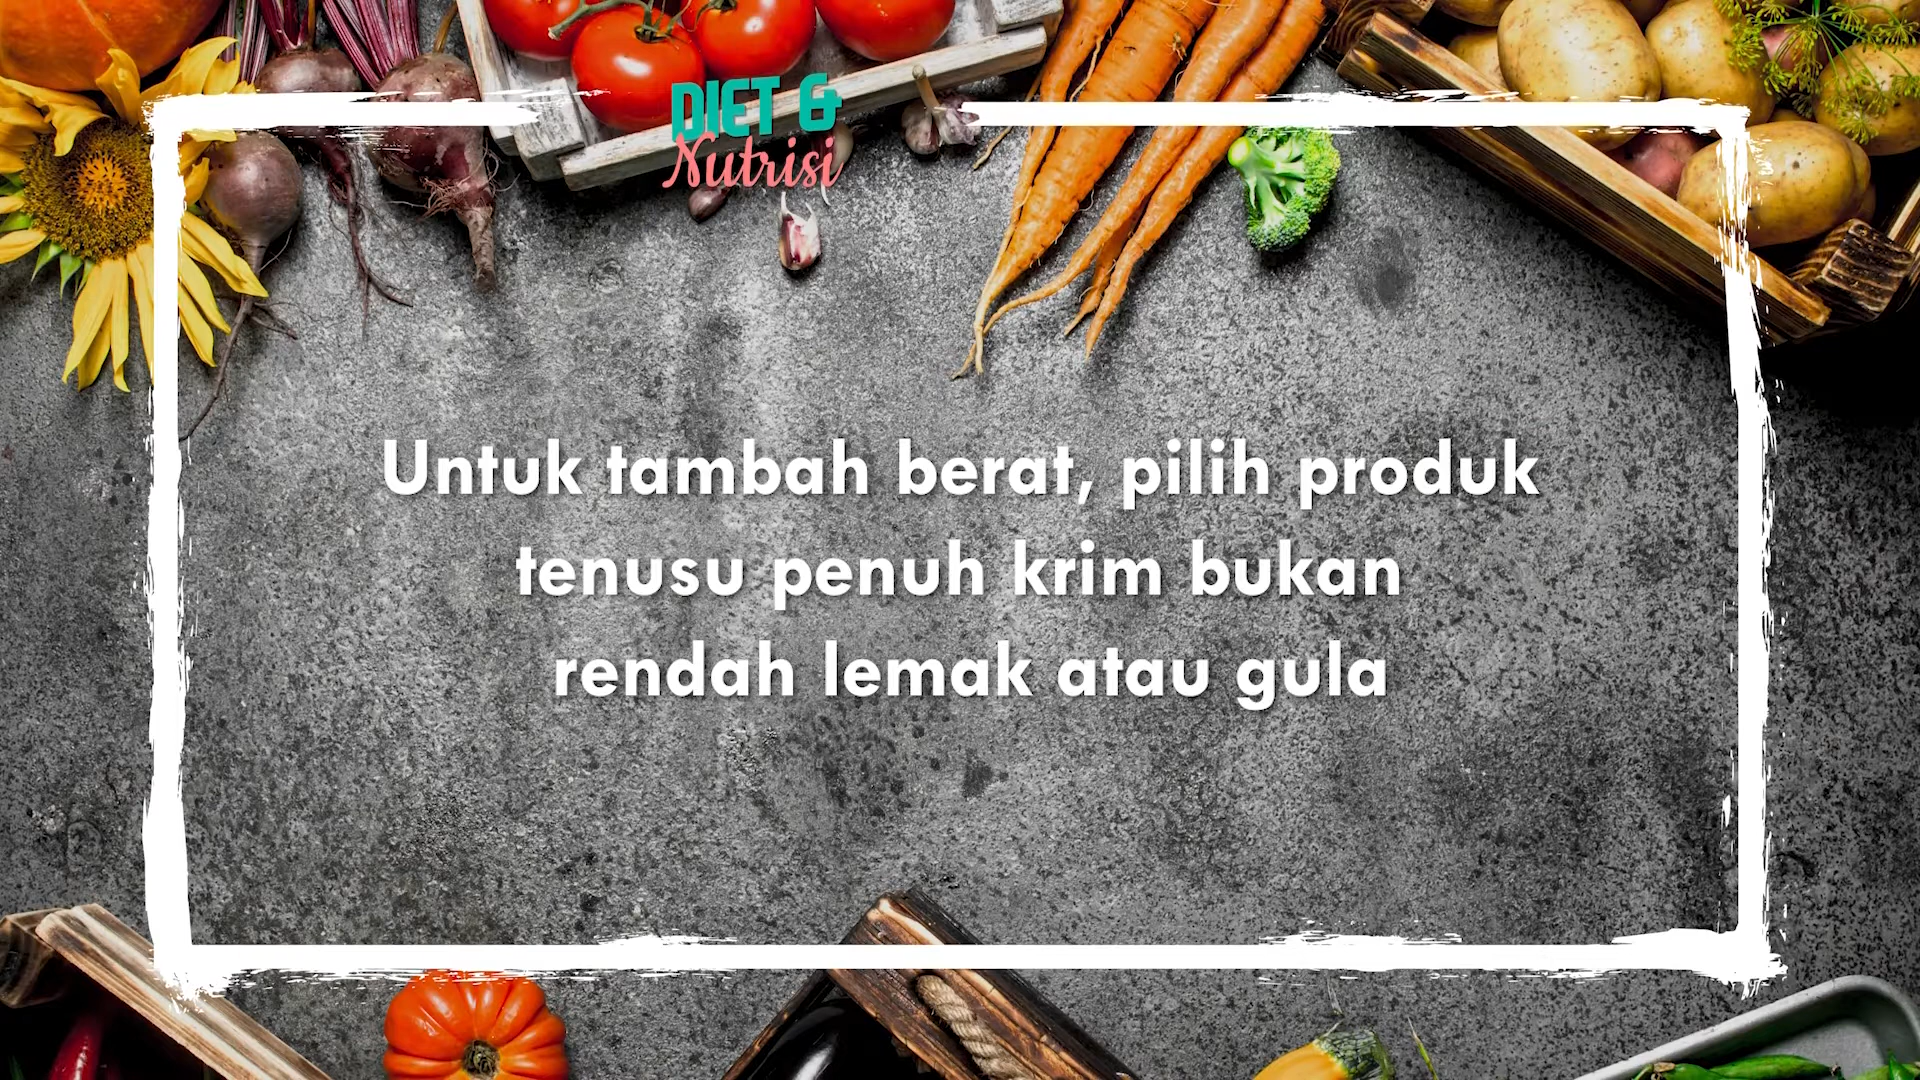 DIET &
Nutrisi
Untuk tambah berat, pilih produk
tenusu penuh krim bukan
rendah lemak atau gula